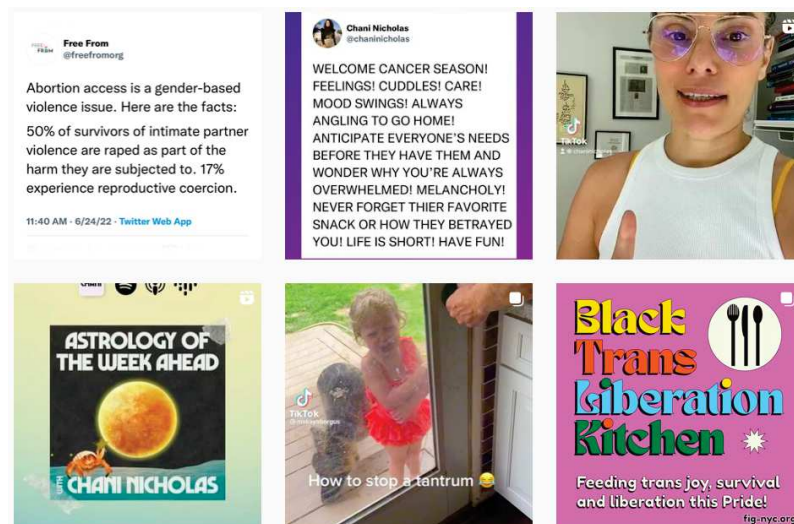 Free From
@freefromorg
Abortion access is a gender-based
violence issue. Here are the facts:
50% of survivors of intimate partner
violence are raped as part of the
harm they are subjected to. 17%
experience reproductive coercion.
11:40 AM · 6/24/22 · Twitter Web App
Chani Nicholas
@chaninicholas
WELCOME CANCER SEASON!
FEELINGS! CUDDLES! CARE!
MOOD SWINGS! ALWAYS
ANGLING TO GO HOME!
ANTICIPATE EVERYONE'S NEEDS
BEFORE THEY HAVE THEM AND
WONDER WHY YOU'RE ALWAYS
OVERWHELMED! MELANCHOLY!
NEVER FORGET THIER FAVORITE
SNACK OR HOW THEY BETRAYED
YOU! LIFE IS SHORT! HAVE FUN!
TikTok
CHANI
ASTROLOGY OF
THE WEEK AHEAD
WITH CHANI NICHOLAS
TikTok
How to stop a tantrum 😂
Black
Trans
Liberation
Kitchen
Feeding trans joy, survival
and liberation this Pride!
fig-nyc.org